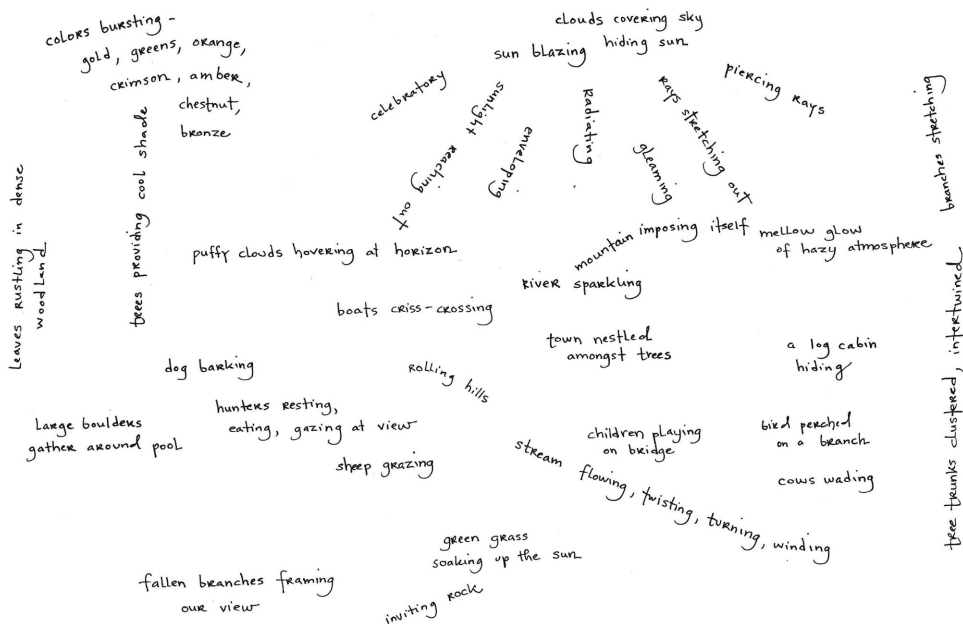 clouds covering sky
hiding sun
sun blazing
colors bursting -
gold, greens, orange,
crimson, amber,
chestnut,
bronze
celebratory
sunlight reaching out
enveloping
radiating
gleaming
rays stretching out
piercing rays
branches stretching
leaves rustling in dense
woodland
trees providing cool shade
puffy clouds hovering at horizon
mountain imposing itself
mellow glow
of hazy atmosphere
river sparkling
boats criss-crossing
town nestled
amongst trees
a log cabin
hiding
tree trunks clustered, intertwined
dog barking
rolling hills
large boulders
gather around pool
hunters resting,
eating, gazing at view
children playing
on bridge
bird perched
on a branch
sheep grazing
stream flowing, twisting, turning, winding
cows wading
green grass
soaking up the sun
fallen branches framing
our view
inviting rock